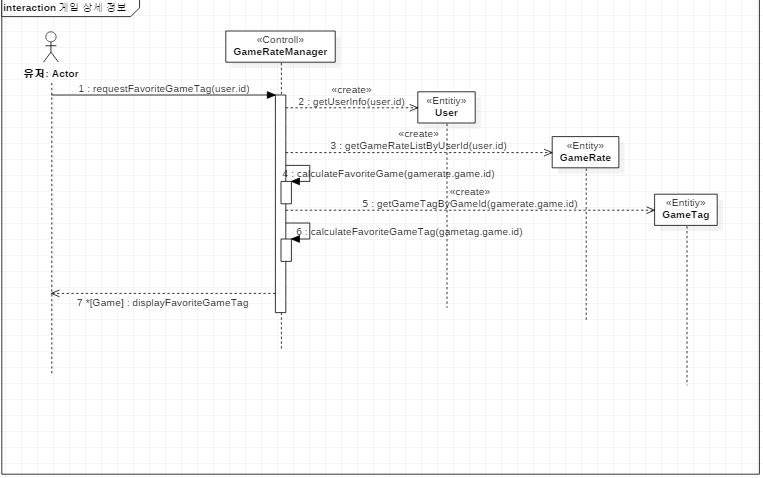 interaction 게임 상세 정보
«Controll»
GameRateManager
유저: Actor
1 : requestFavoriteGameTag(user.id)
«create»
2 : getUserInfo(user.id)
«Entitiy»
User
«create»
3 : getGameRateListByUserId(user.id)
«Entity»
GameRate
4 : calculateFavoriteGame(gamerate.game.id)
«create»
5 : getGameTagByGameId(gamerate.game.id)
«Entitiy»
GameTag
6 : calculateFavoriteGameTag(gametag.game.id)
7 *[Game] : displayFavoriteGameTag